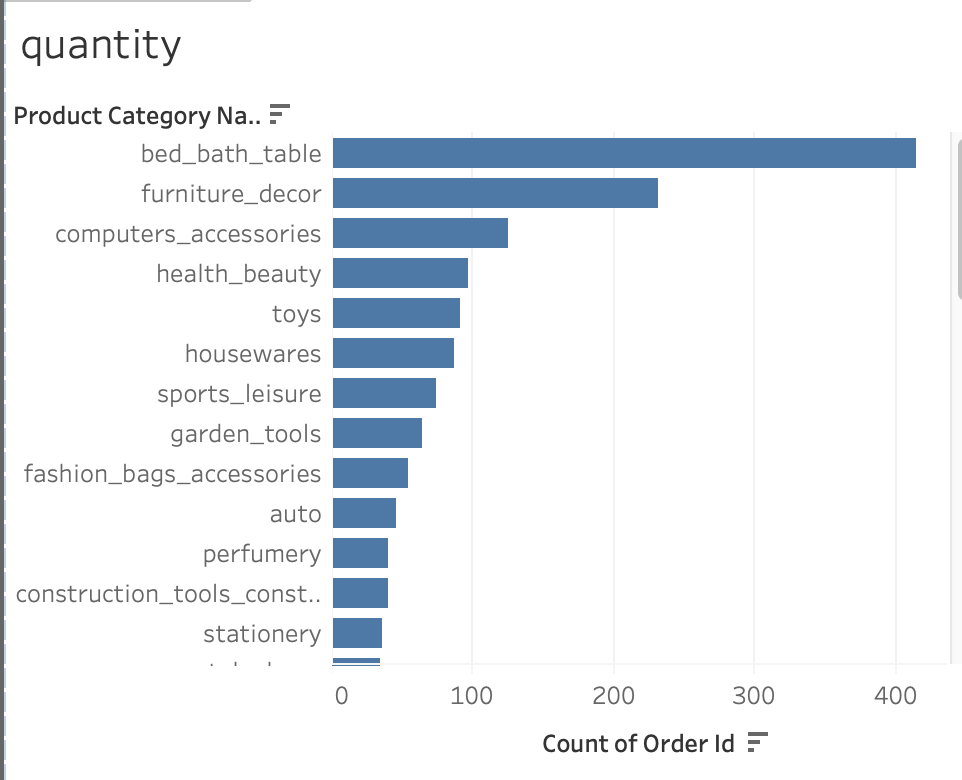 quantity
Product Category Na..
bed_bath_table
furniture_decor
computers_accessories
health_beauty
toys
housewares
sports_leisure
garden_tools
fashion_bags_accessories
auto
perfumery
construction_tools_const..
stationery
0 100 200 300 400
Count of Order Id